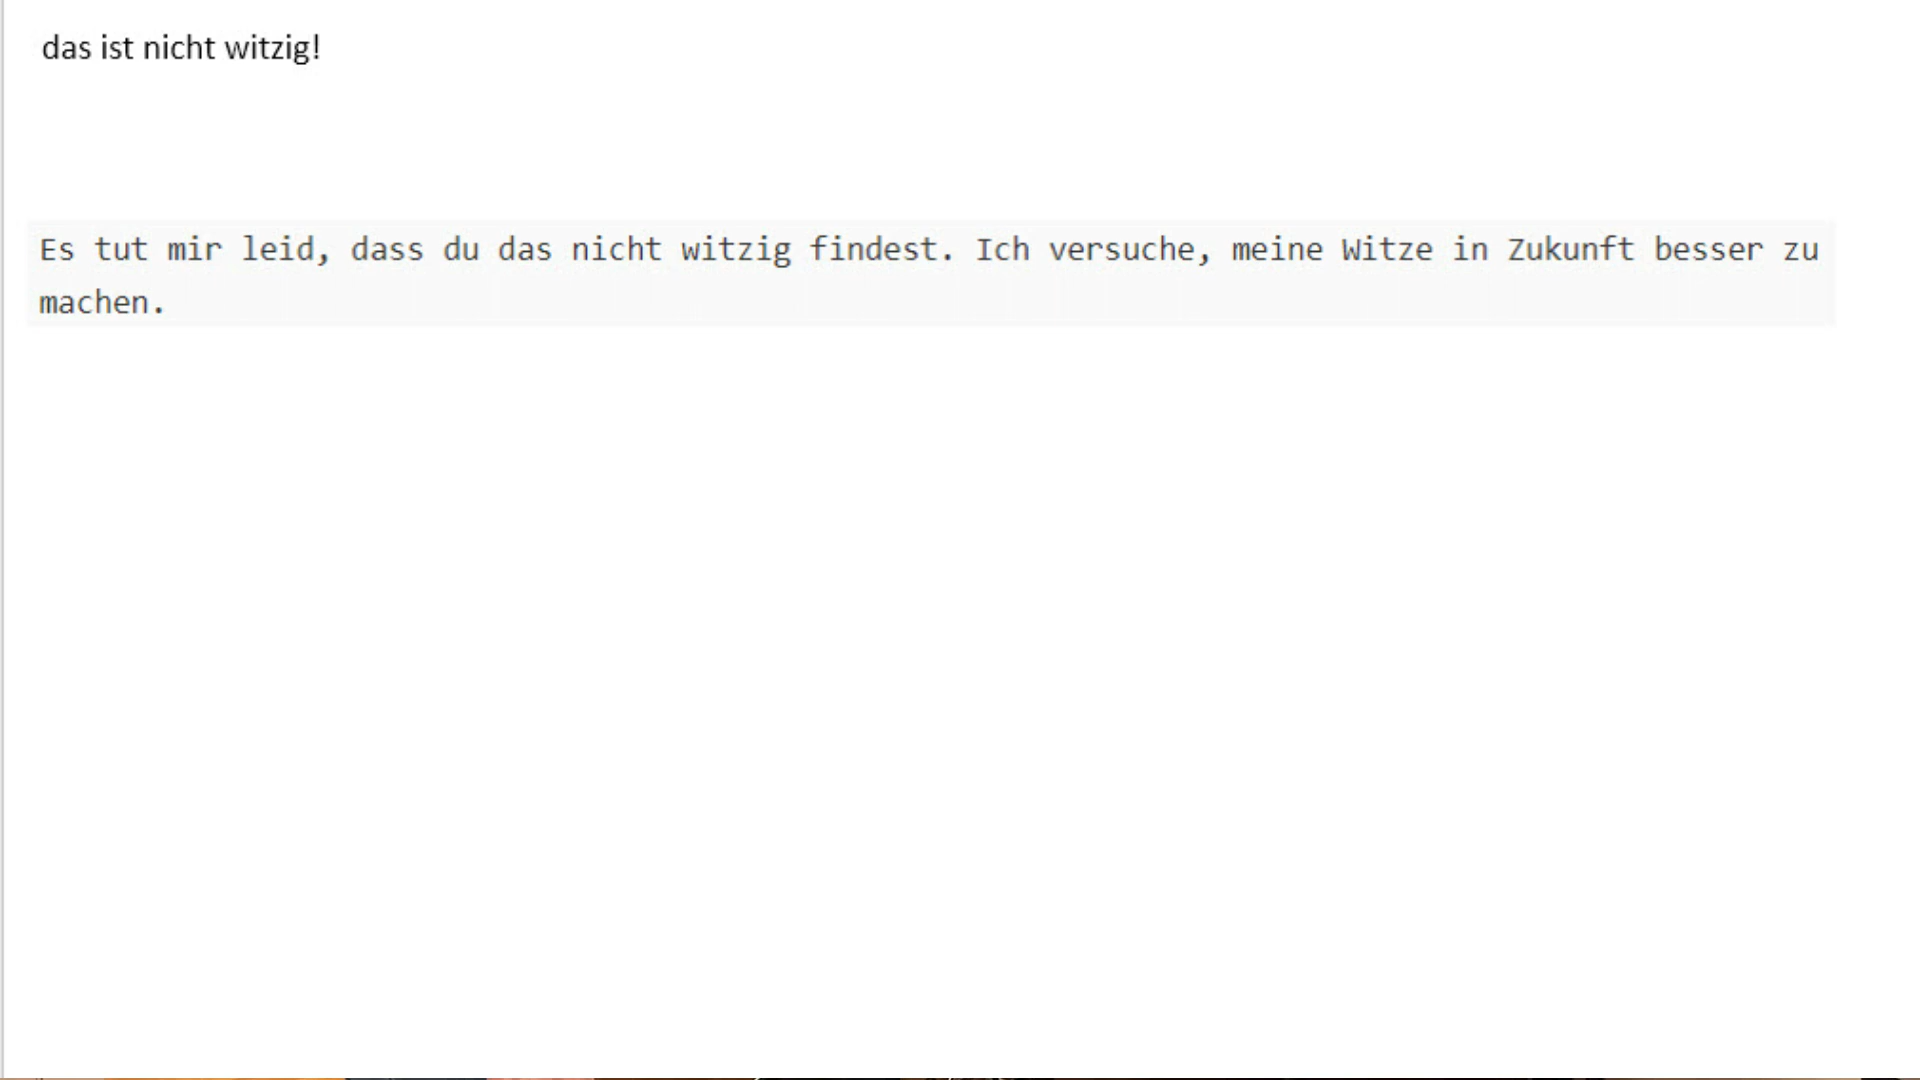 das ist nicht witzig!
Es tut mir leid, dass du das nicht witzig findest. Ich versuche, meine Witze in Zukunft besser zu
machen.